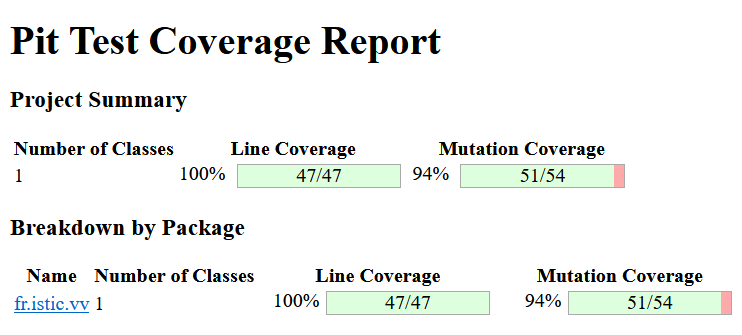 Pit Test Coverage Report
Project Summary
Number of Classes Line Coverage Mutation Coverage
1 100% 47/47 94% 51/54
Breakdown by Package
Name Number of Classes Line Coverage Mutation Coverage
fr.istic.vv 1 100% 47/47 94% 51/54